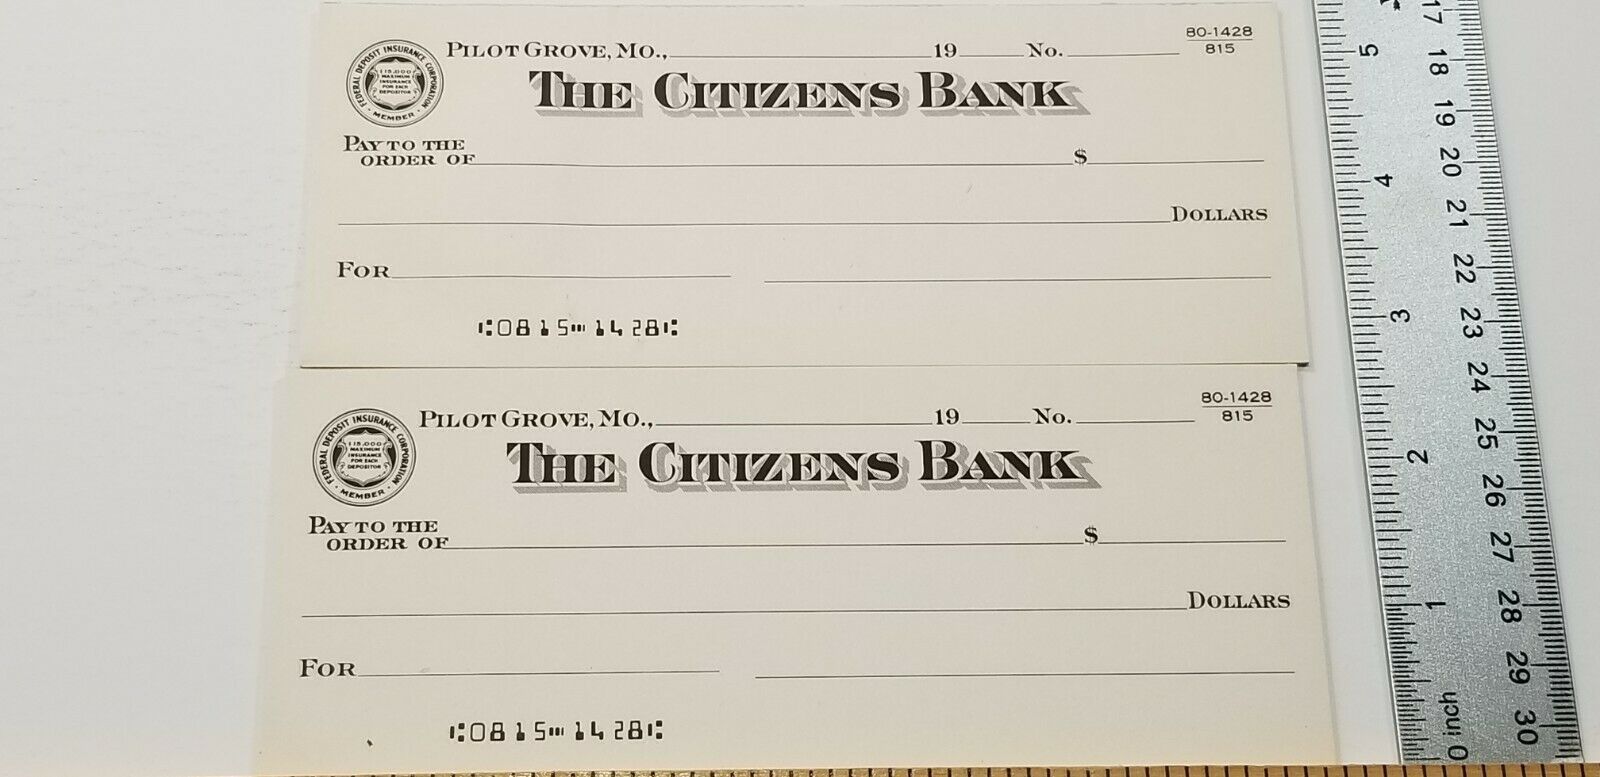 PILOT GROVE, MO., 19 NO. 80-1428
815
THE CITIZENS BANK
FEDERAL DEPOSIT INSURANCE CORPORATION
$15,000
MAXIMUM
INSURANCE
FOR EACH
DEPOSITOR
MEMBER
PAY TO THE
ORDER OF $
DOLLARS
FOR
⑆0815⑉1428⑆
PILOT GROVE, MO., 19 NO. 80-1428
815
THE CITIZENS BANK
FEDERAL DEPOSIT INSURANCE CORPORATION
$15,000
MAXIMUM
INSURANCE
FOR EACH
DEPOSITOR
MEMBER
PAY TO THE
ORDER OF $
DOLLARS
FOR
⑆0815⑉1428⑆
5 4 3 2 1 inch 0
17 18 19 20 21 22 23 24 25 26 27 28 29 30